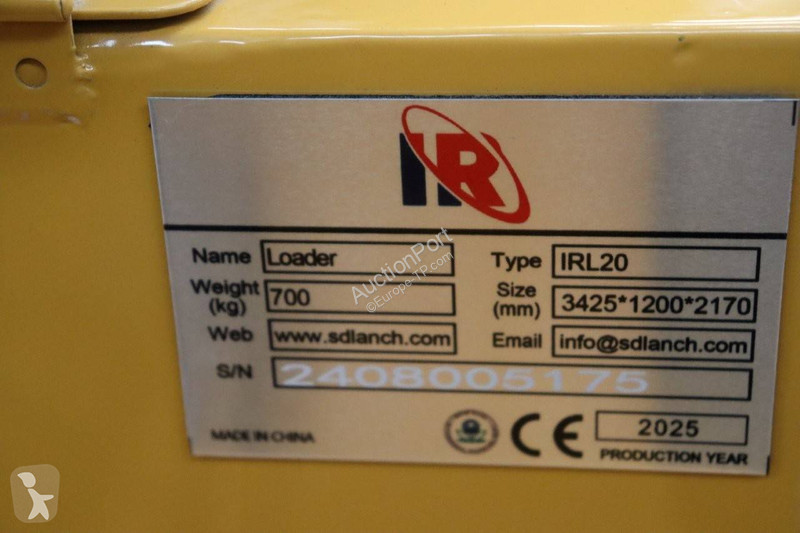 IR
Name Loader Type IRL20
Weight (kg) 700 Size (mm) 3425*1200*2170
Web www.sdlanch.com Email info@sdlanch.com
S/N 2408005175
MADE IN CHINA CE 2025
PRODUCTION YEAR
AuctionPort
©Europe-TP.com